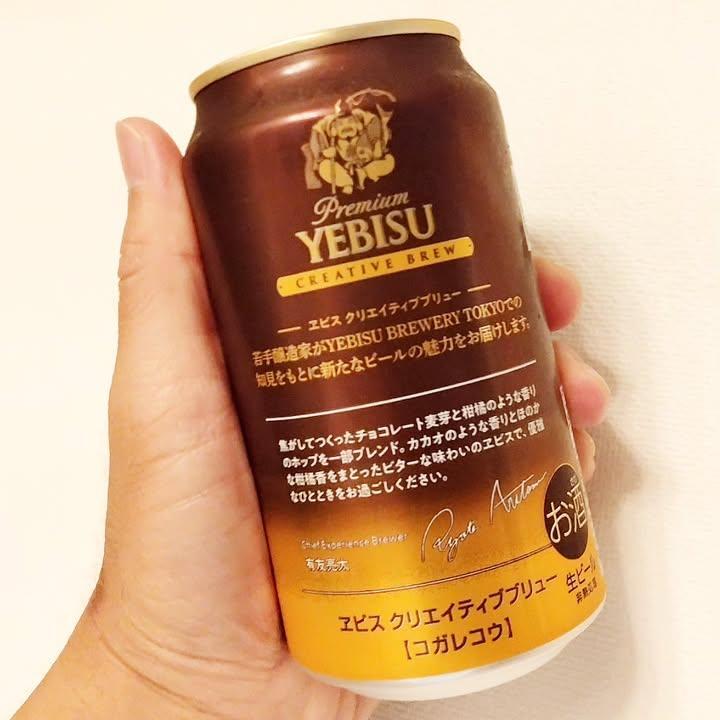 Premium
YEBISU
CREATIVE BREW
ヱビス クリエイティブブリュー
若手醸造家がYEBISU BREWERY TOKYOでの
知見をもとに新たなビールの魅力をお届けします。
焦がしてつくったチョコレート麦芽と柑橘のような香り
のホップを一部ブレンド。カカオのような香りとほのか
な柑橘香をまとったビターな味わいのヱビスで、優雅
なひとときをお過ごしください。
Chief Experience Brewer
有友亮太
お酒
生ビール
非熱処理
ヱビス クリエイティブブリュー
【コガレコウ】